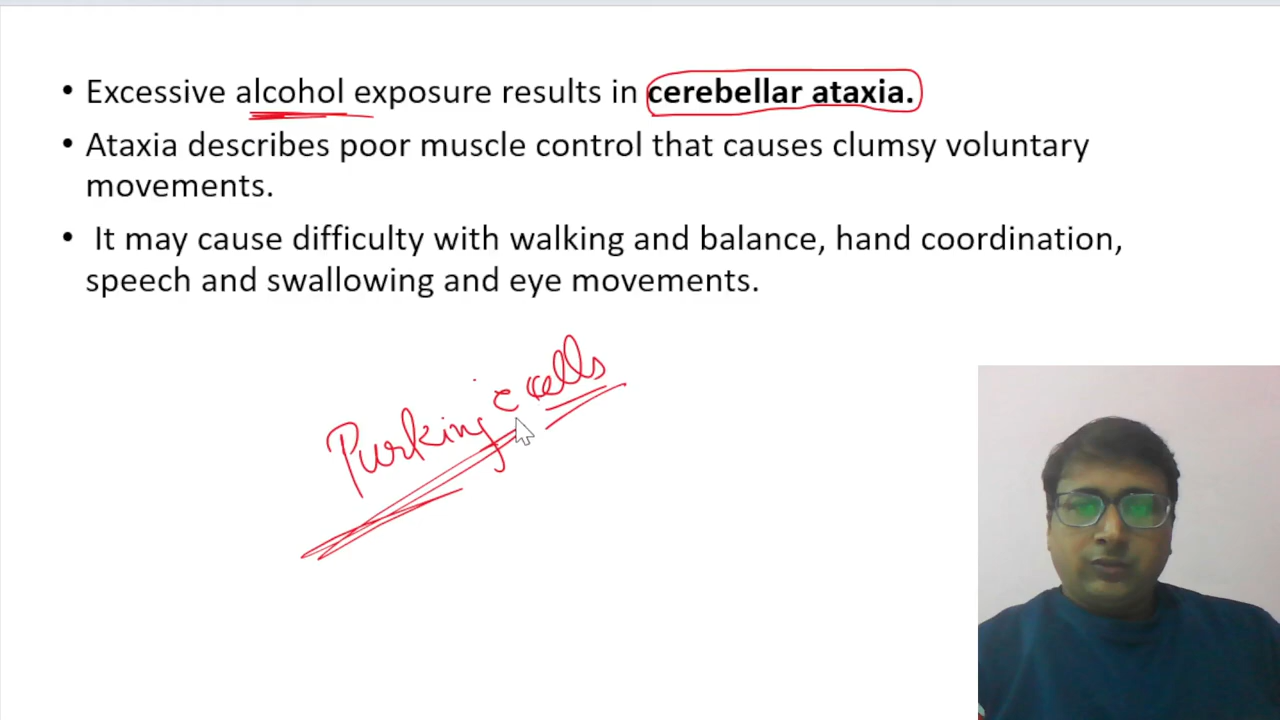 • Excessive alcohol exposure results in cerebellar ataxia.
• Ataxia describes poor muscle control that causes clumsy voluntary
movements.
• It may cause difficulty with walking and balance, hand coordination,
speech and swallowing and eye movements.
Purkinje cells